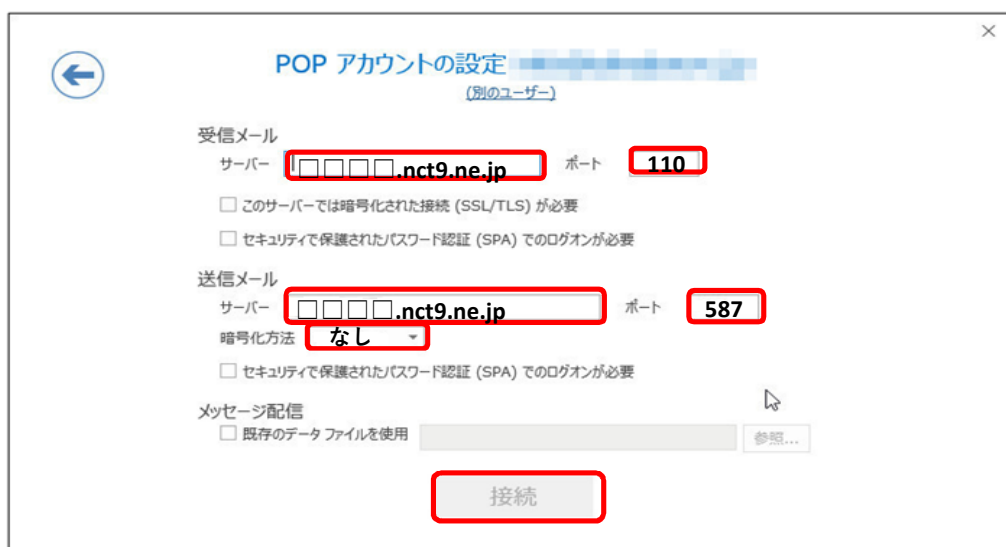 POP アカウントの設定
(別のユーザー)
受信メール
サーバー □□□□.nct9.ne.jp ポート 110
このサーバーでは暗号化された接続 (SSL/TLS) が必要
セキュリティで保護されたパスワード認証 (SPA) でのログオンが必要
送信メール
サーバー □□□□.nct9.ne.jp ポート 587
暗号化方法 なし
セキュリティで保護されたパスワード認証 (SPA) でのログオンが必要
メッセージ配信
既存のデータ ファイルを使用 参照...
接続